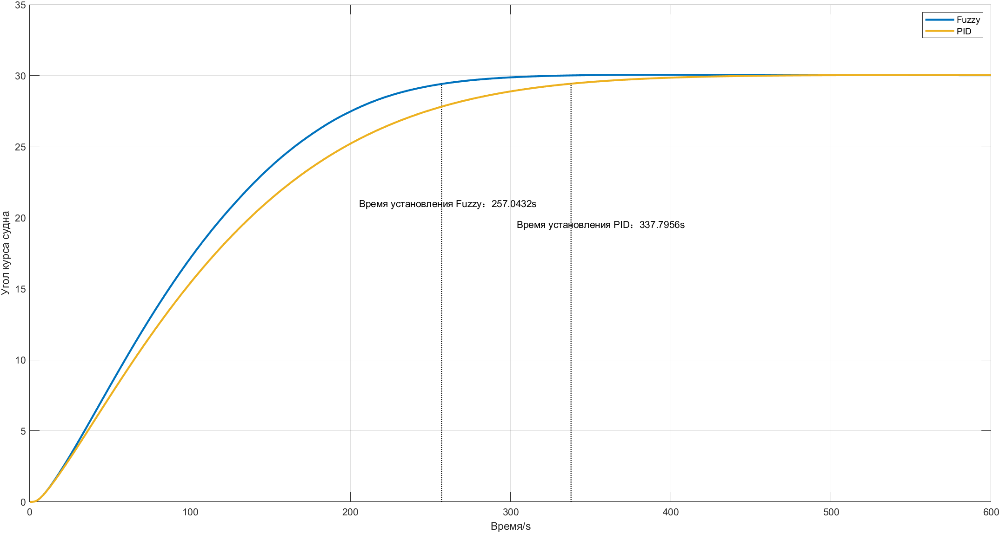 35
30
25
20
15
10
5
0
Угол курса судна
Fuzzy
PID
Время установления Fuzzy：257.0432s
Время установления PID：337.7956s
0 100 200 300 400 500 600
Время/s